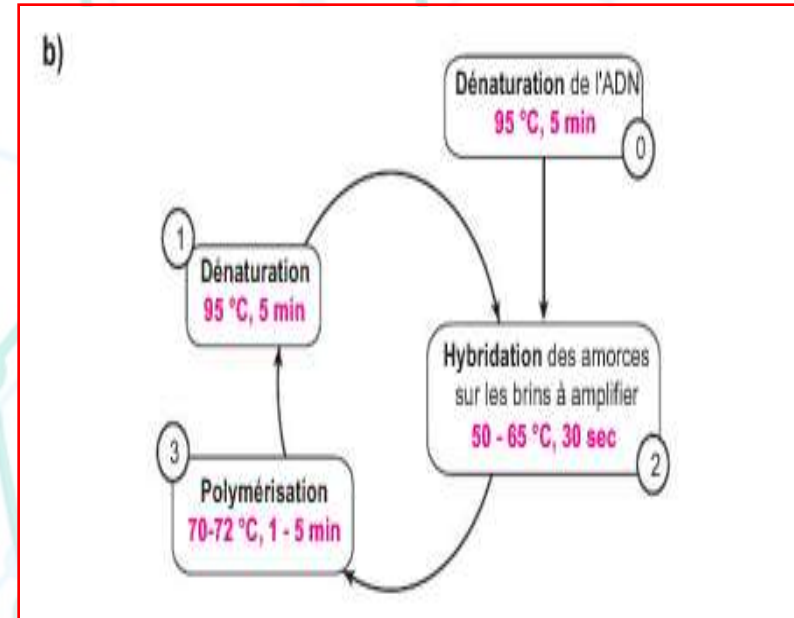 b)
Dénaturation de l'ADN
95 °C, 5 min
0
1
Dénaturation
95 °C, 5 min
Hybridation des amorces
sur les brins à amplifier
50 - 65 °C, 30 sec
2
3
Polymérisation
70-72 °C, 1 - 5 min